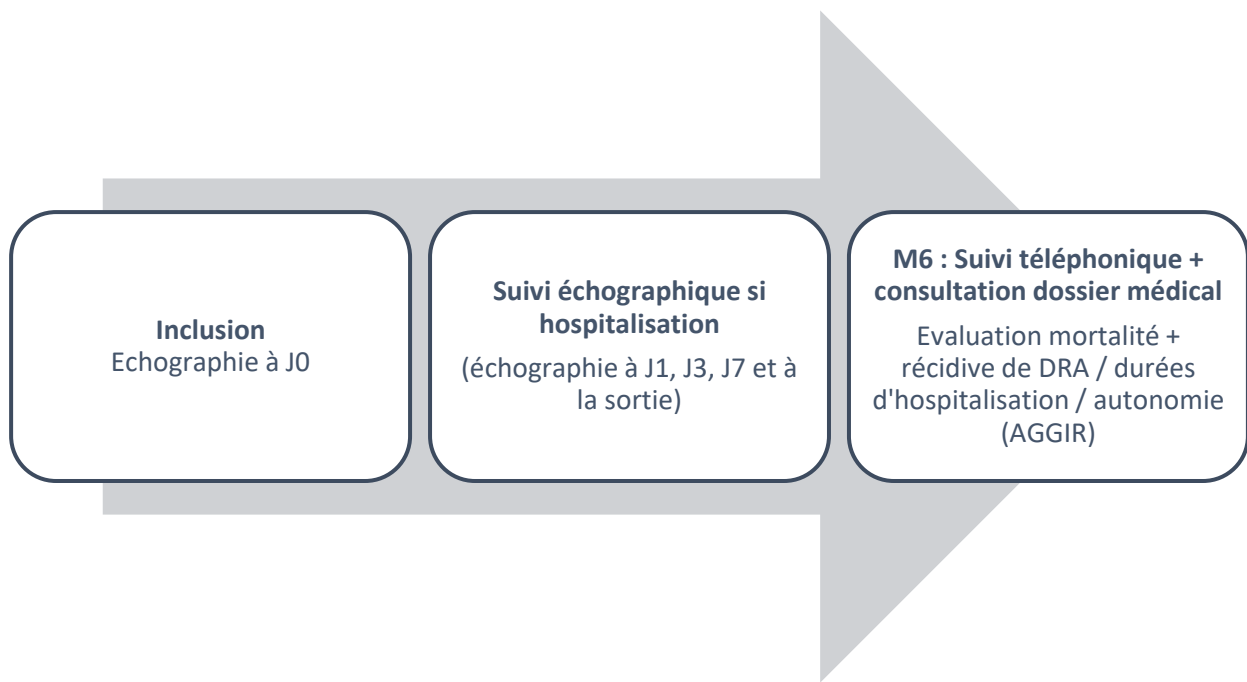 Inclusion
Echographie à J0
Suivi échographique si
hospitalisation
(échographie à J1, J3, J7 et à
la sortie)
M6 : Suivi téléphonique +
consultation dossier médical
Evaluation mortalité +
récidive de DRA / durées
d'hospitalisation / autonomie
(AGGIR)